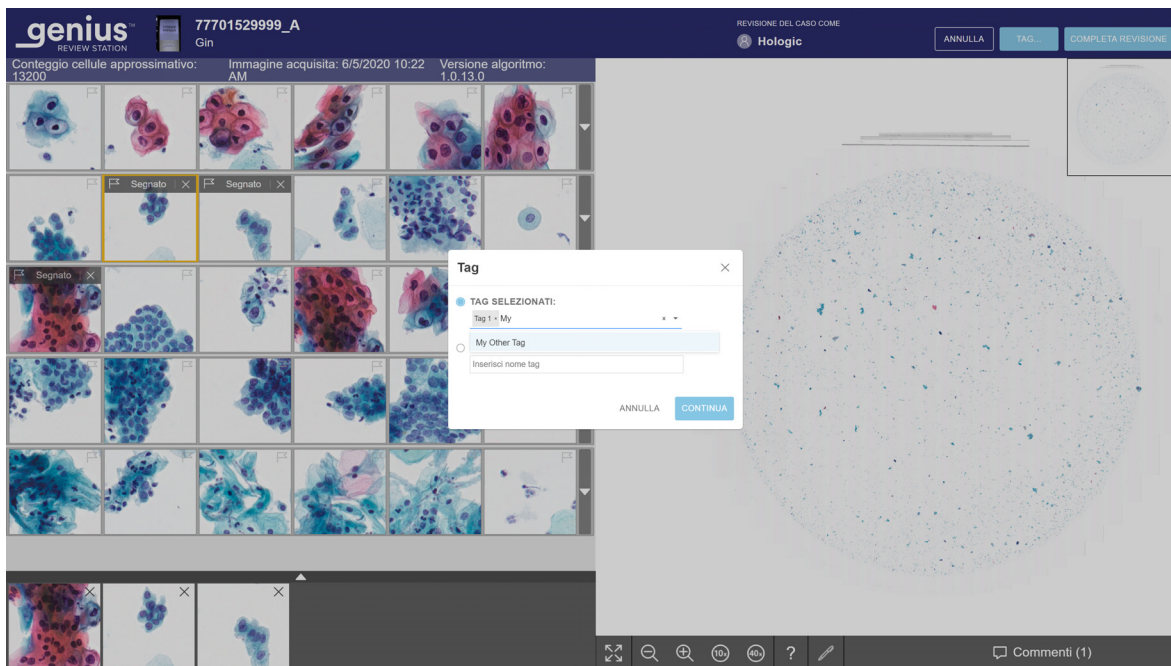 genius™
REVIEW STATION
77701529999_A
Gin
REVISIONE DEL CASO COME
Hologic
ANNULLA
TAG...
COMPLETA REVISIONE
Conteggio cellule approssimativo: 13200
Immagine acquisita: 6/5/2020 10:22 AM
Versione algoritmo: 1.0.13.0
Segnato
Segnato
Segnato
Tag
TAG SELEZIONATI:
Tag 1 × My
My Other Tag
Inserisci nome tag
ANNULLA
CONTINUA
10x
40x
?
Commenti (1)